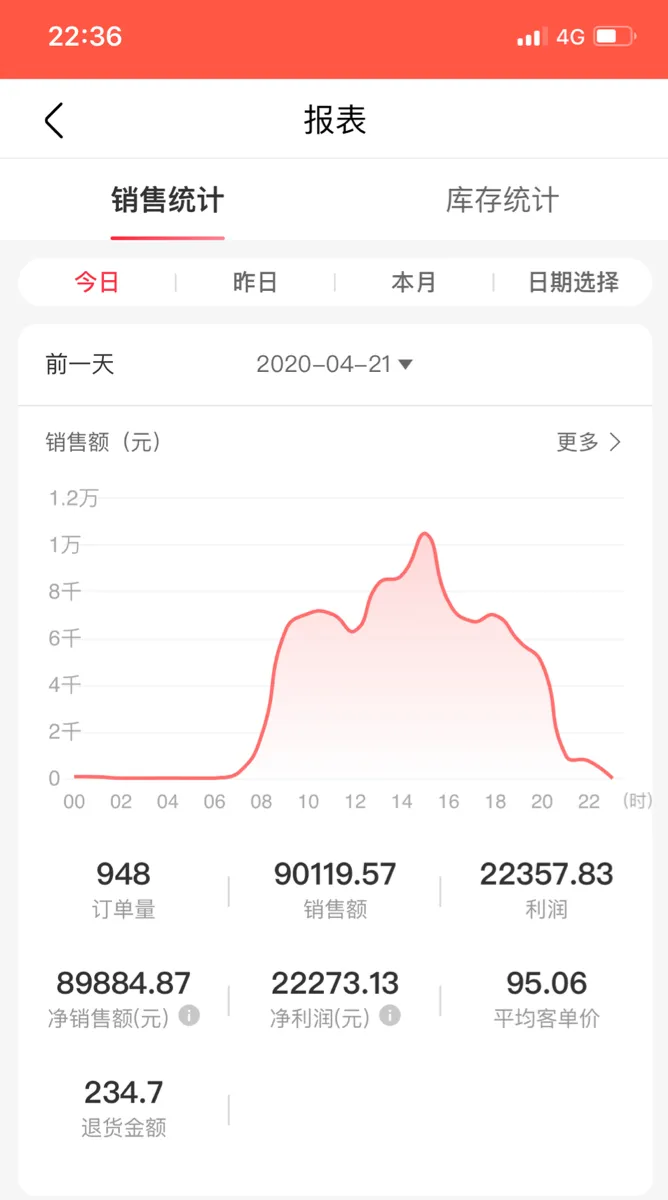 22:36 4G
报表
销售统计 库存统计
今日 昨日 本月 日期选择
前一天 2020-04-21
销售额（元） 更多
1.2万
1万
8千
6千
4千
2千
0
00 02 04 06 08 10 12 14 16 18 20 22 (时)
948 90119.57 22357.83
订单量 销售额 利润
89884.87 22273.13 95.06
净销售额(元) 净利润(元) 平均客单价
234.7
退货金额